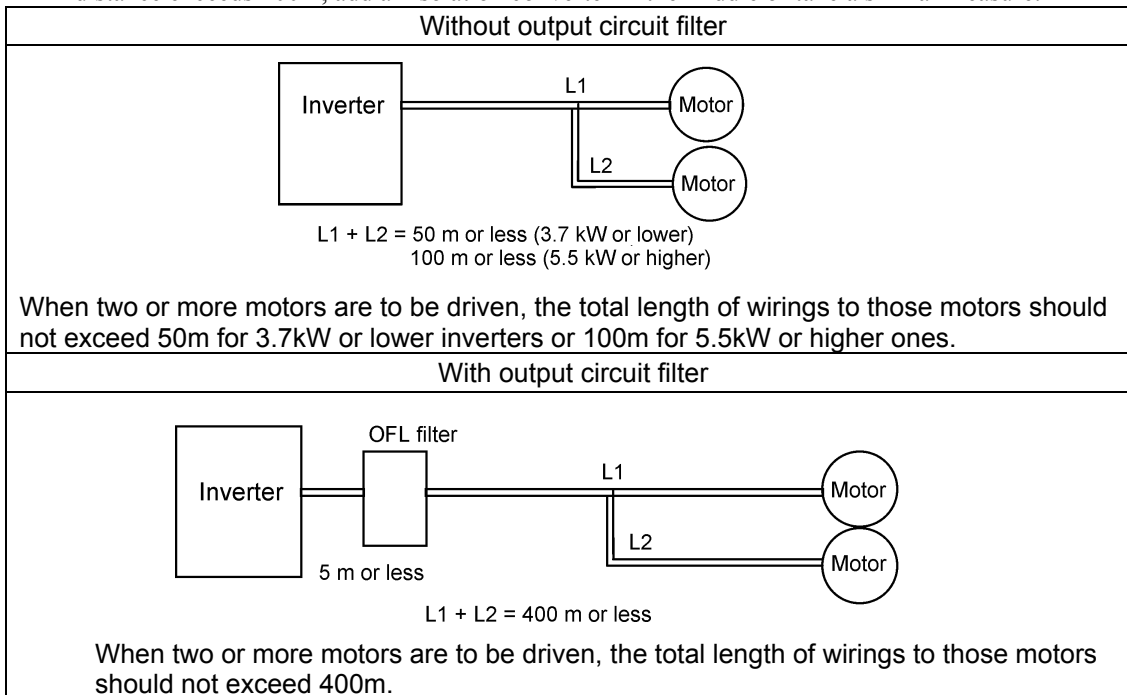 Without output circuit filter
Inverter
L1
Motor
L2
Motor
L1 + L2 = 50 m or less (3.7 kW or lower)
100 m or less (5.5 kW or higher)
When two or more motors are to be driven, the total length of wirings to those motors should
not exceed 50m for 3.7kW or lower inverters or 100m for 5.5kW or higher ones.
With output circuit filter
OFL filter
Inverter
L1
Motor
L2
Motor
5 m or less
L1 + L2 = 400 m or less
When two or more motors are to be driven, the total length of wirings to those motors
should not exceed 400m.